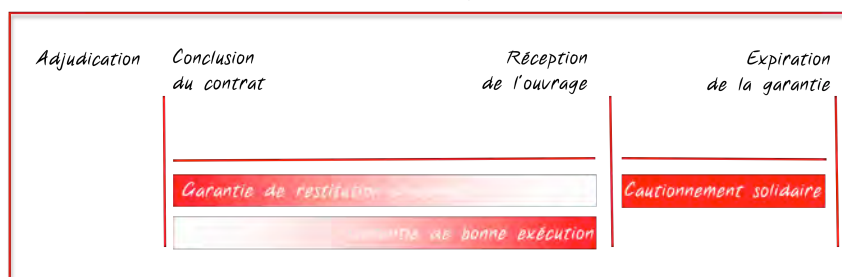 Adjudication
Conclusion
du contrat
Réception
de l'ouvrage
Expiration
de la garantie
Garantie de restitution
Cautionnement solidaire
Garantie de bonne exécution